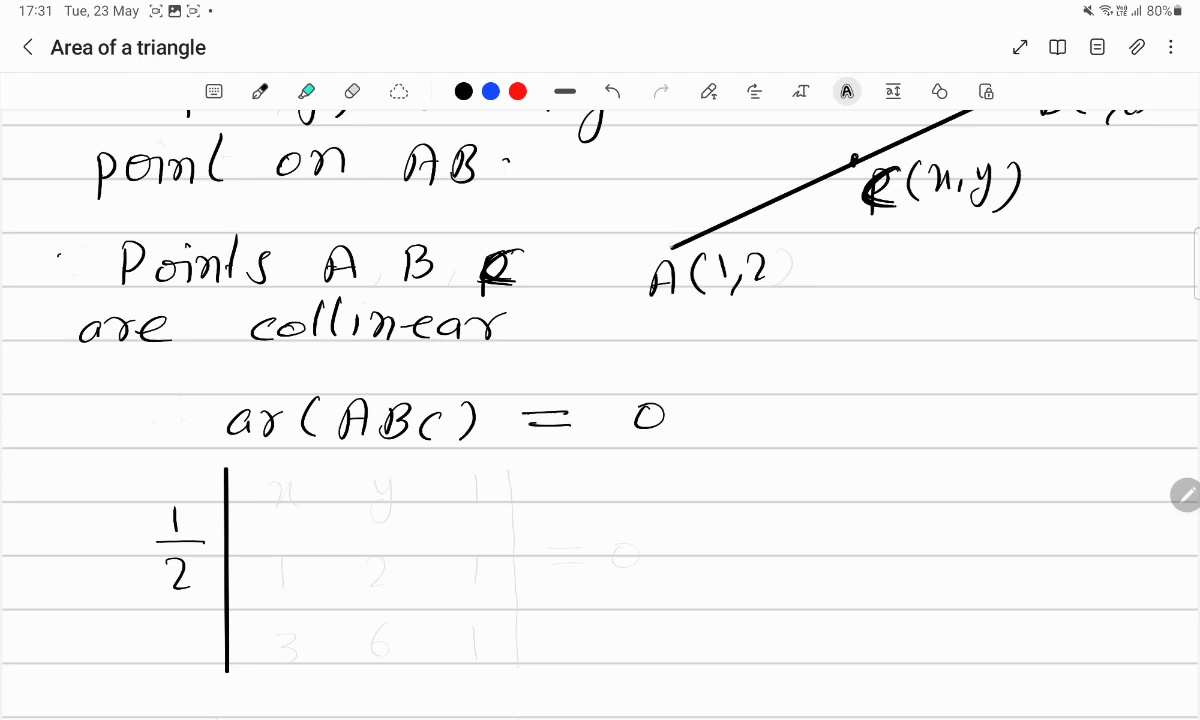 17:31 Tue, 23 May 80%
Area of a triangle
point on AB.
C(x,y)
Points A, B, C
A(1,2)
are collinear
ar(ABC) = 0
x y 1
1/2 1 2 1 = 0
3 6 1